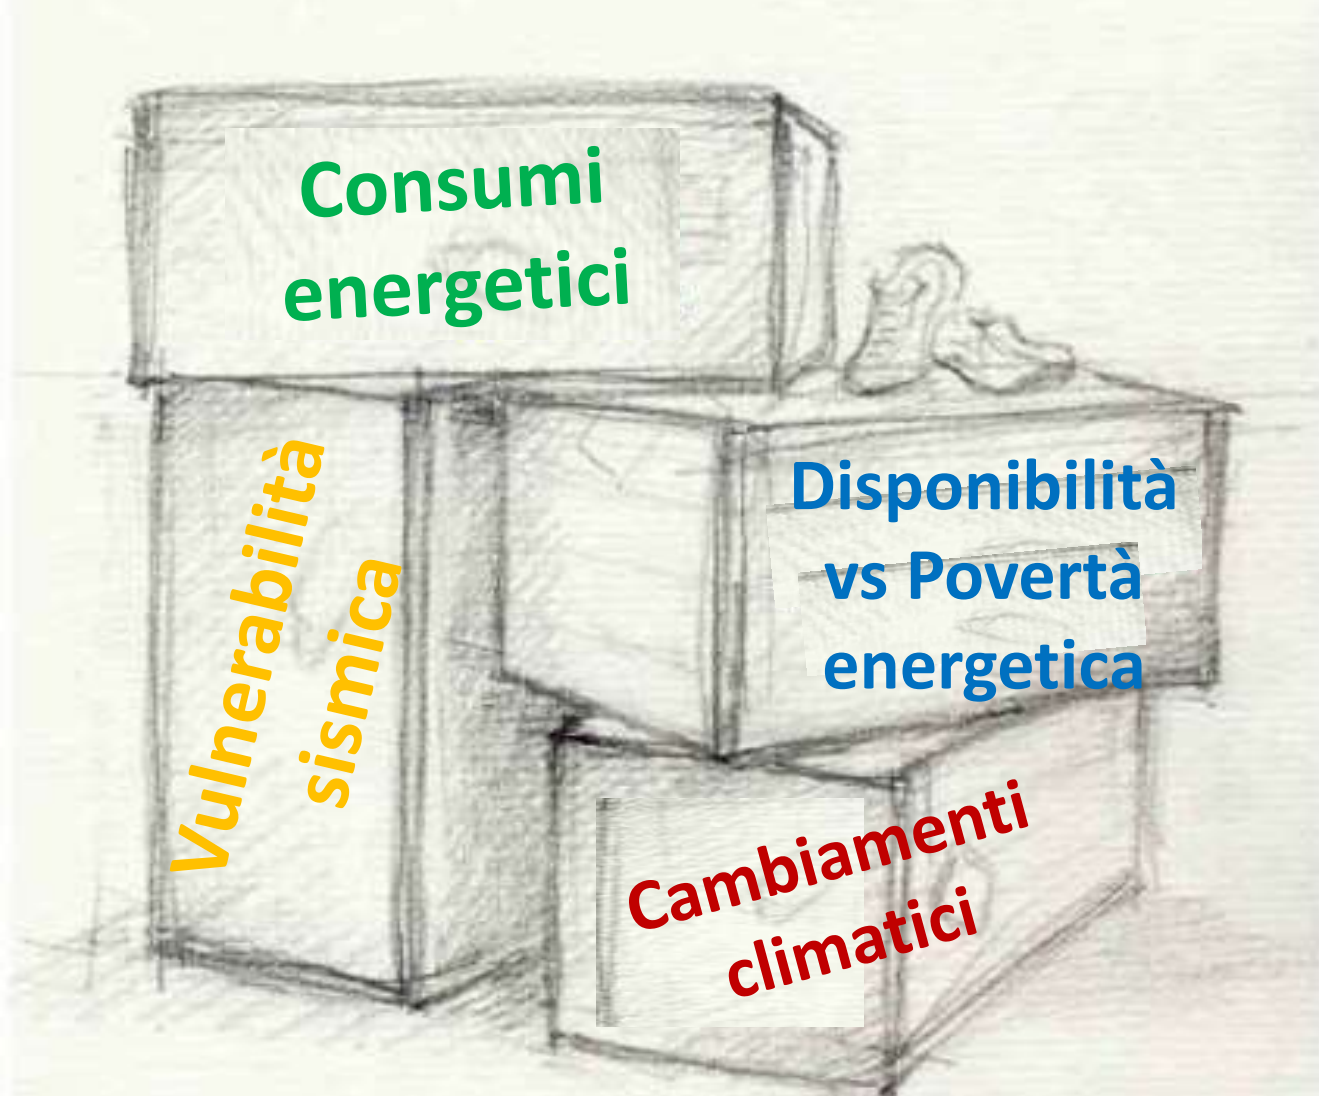 Consumi
energetici
Vulnerabilità
sismica
Disponibilità
vs Povertà
energetica
Cambiamenti
climatici